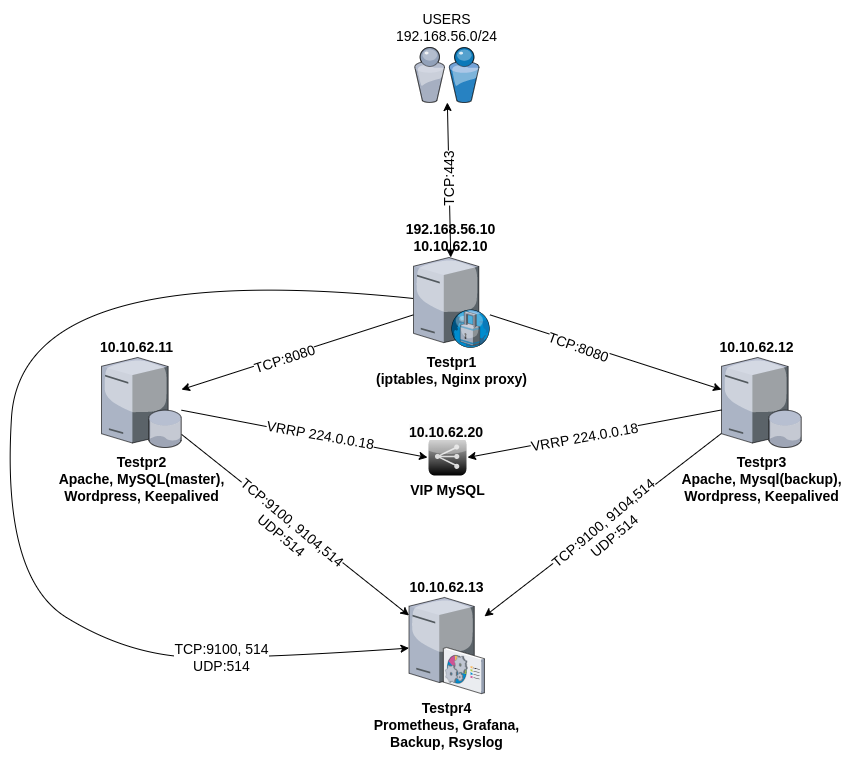 USERS
192.168.56.0/24
TCP:443
192.168.56.10
10.10.62.10
Testpr1
(iptables, Nginx proxy)
TCP:8080
TCP:8080
10.10.62.11
10.10.62.12
VRRP 224.0.0.18
10.10.62.20
VRRP 224.0.0.18
VIP MySQL
Testpr2
Apache, MySQL(master),
Wordpress, Keepalived
Testpr3
Apache, Mysql(backup),
Wordpress, Keepalived
TCP:9100, 9104,514
UDP:514
TCP:9100, 9104,514
UDP:514
10.10.62.13
TCP:9100, 514
UDP:514
Testpr4
Prometheus, Grafana,
Backup, Rsyslog